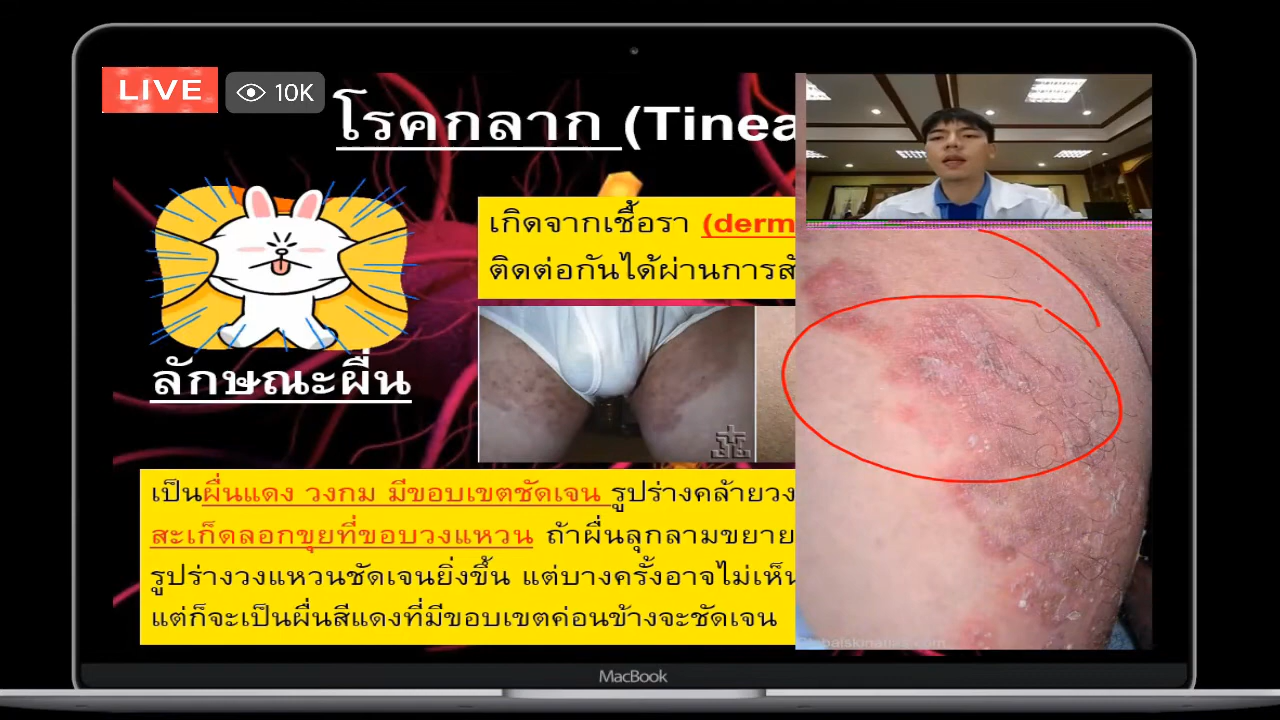 LIVE
10K
โรคกลาก (Tinea
เกิดจากเชื้อรา (derm
ติดต่อกันได้ผ่านการสั
ลักษณะผื่น
เป็นผื่นแดง วงกม มีขอบเขตชัดเจน รูปร่างคล้ายวง
สะเก็ดลอกขุยที่ขอบวงแหวน ถ้าผื่นลุกลามขยาย
รูปร่างวงแหวนชัดเจนยิ่งขึ้น แต่บางครั้งอาจไม่เห็น
แต่ก็จะเป็นผื่นสีแดงที่มีขอบเขตค่อนข้างจะชัดเจน
MacBook